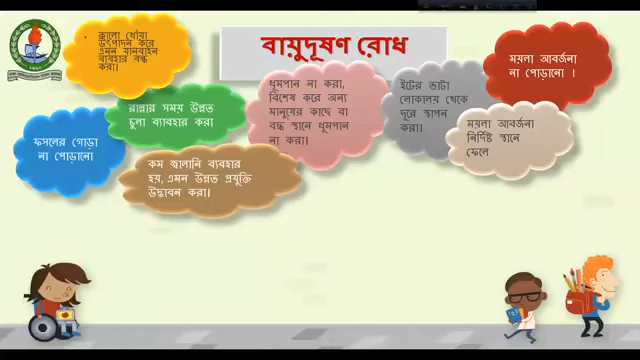 বায়ুদূষণ রোধ
কালো ধোঁয়া
উৎপাদন করে
এমন যানবাহন
ব্যবহার বন্ধ
করা।
রান্নার সময় উন্নত
চুলা ব্যাবহার করা
ফসলের গোড়া
না পোড়ানো
কম জ্বালানি ব্যবহার
হয়,এমন উন্নত প্রযুক্তি
উদ্ভাবন করা।
ধূমপান না করা,
বিশেষ করে অন্য
মানুষের কাছে বা
বদ্ধ স্থানে ধূমপান
না করা।
ইটের ভাটা
লোকালয় থেকে
দূরে স্থাপন
করা।
ময়লা আবর্জনা
না পোড়ানো ।
ময়লা আবর্জনা
নির্দিষ্ট স্থানে
ফেলে